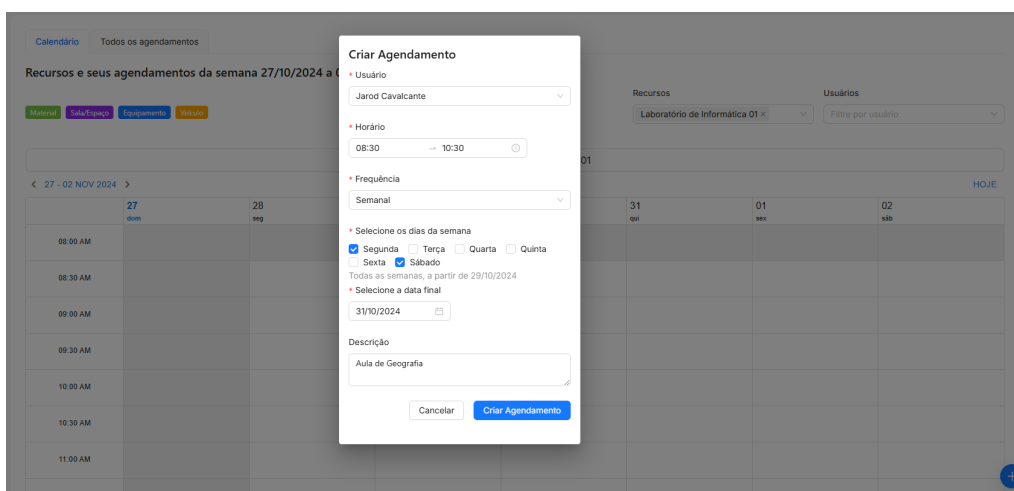 Calendário Todos os agendamentos
Recursos e seus agendamentos da semana 27/10/2024 a
Material Sala/Espaço Equipamento Veículo
Recursos
Laboratório de Informática 01 ×
Usuários
Filtre por usuário
01
27 - 02 NOV 2024
HOJE
27 28 31 01 02
dom seg qui sex sáb
08:00 AM
08:30 AM
09:00 AM
09:30 AM
10:00 AM
10:30 AM
11:00 AM
Criar Agendamento
* Usuário
Jarod Cavalcante
* Horário
08:30 → 10:30
* Frequência
Semanal
* Selecione os dias da semana
Segunda Terça Quarta Quinta
Sexta Sábado
Todas as semanas, a partir de 29/10/2024
* Selecione a data final
31/10/2024
Descrição
Aula de Geografia
Cancelar Criar Agendamento